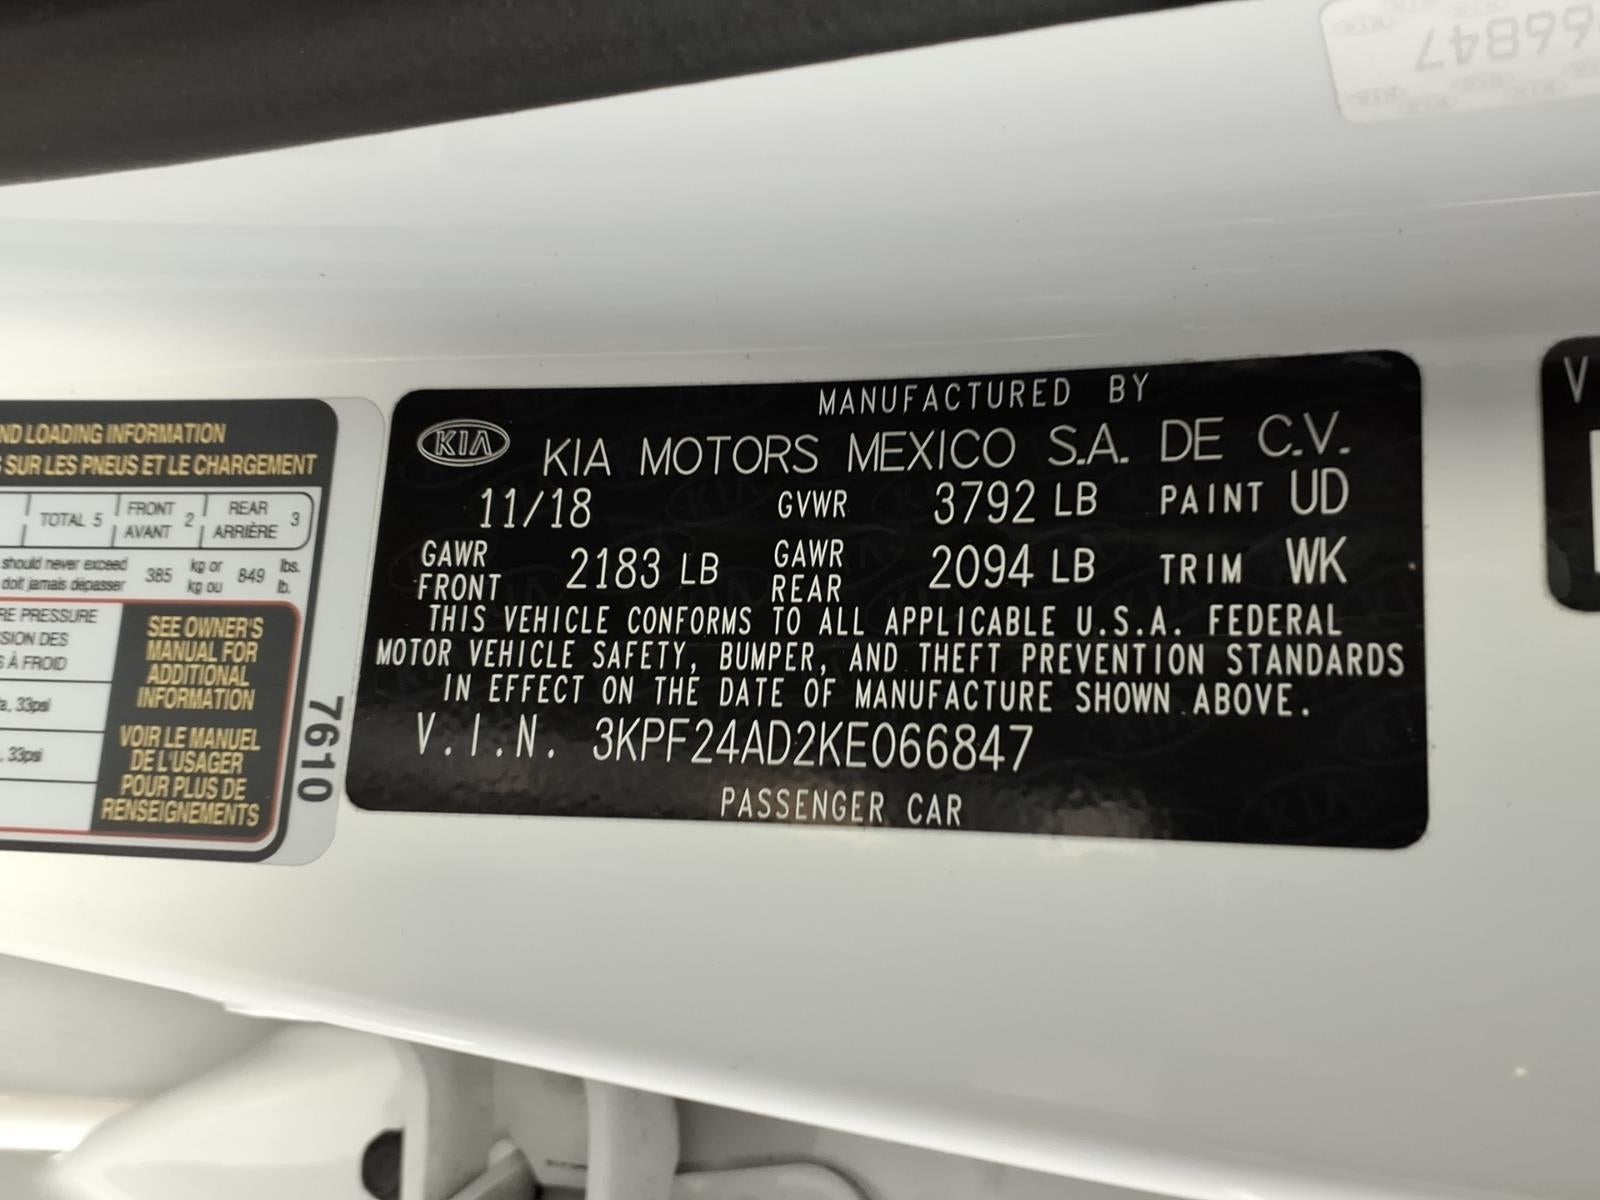 66847
KIA
MANUFACTURED BY
KIA MOTORS MEXICO S.A. DE C.V.
11/18 GVWR 3792 LB PAINT UD
GAWR FRONT 2183 LB GAWR REAR 2094 LB TRIM WK
THIS VEHICLE CONFORMS TO ALL APPLICABLE U.S.A. FEDERAL
MOTOR VEHICLE SAFETY, BUMPER, AND THEFT PREVENTION STANDARDS
IN EFFECT ON THE DATE OF MANUFACTURE SHOWN ABOVE.
V.I.N. 3KPF24AD2KE066847
PASSENGER CAR
ND LOADING INFORMATION
SUR LES PNEUS ET LE CHARGEMENT
TOTAL 5 FRONT AVANT 2 REAR ARRIÈRE 3
should never exceed
doit jamais dépasser 385 kg or kg ou 849 lbs. lb.
RE PRESSURE
SION DES
À FROID
33psi
33psi
SEE OWNER'S
MANUAL FOR
ADDITIONAL
INFORMATION
VOIR LE MANUEL
DE L'USAGER
POUR PLUS DE
RENSEIGNEMENTS
7610
V